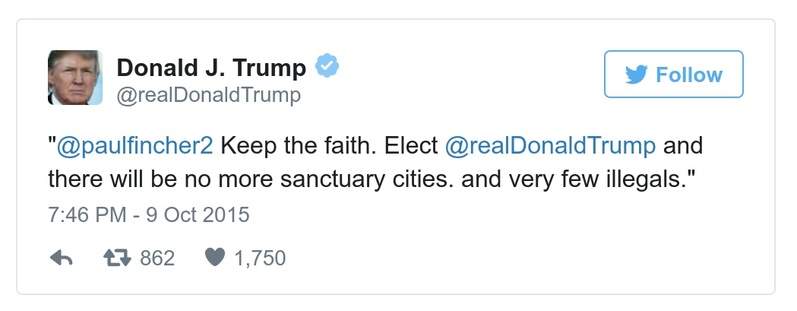 Donald J. Trump
@realDonaldTrump
Follow
"@paulfincher2 Keep the faith. Elect @realDonaldTrump and
there will be no more sanctuary cities. and very few illegals."
7:46 PM - 9 Oct 2015
862 1,750